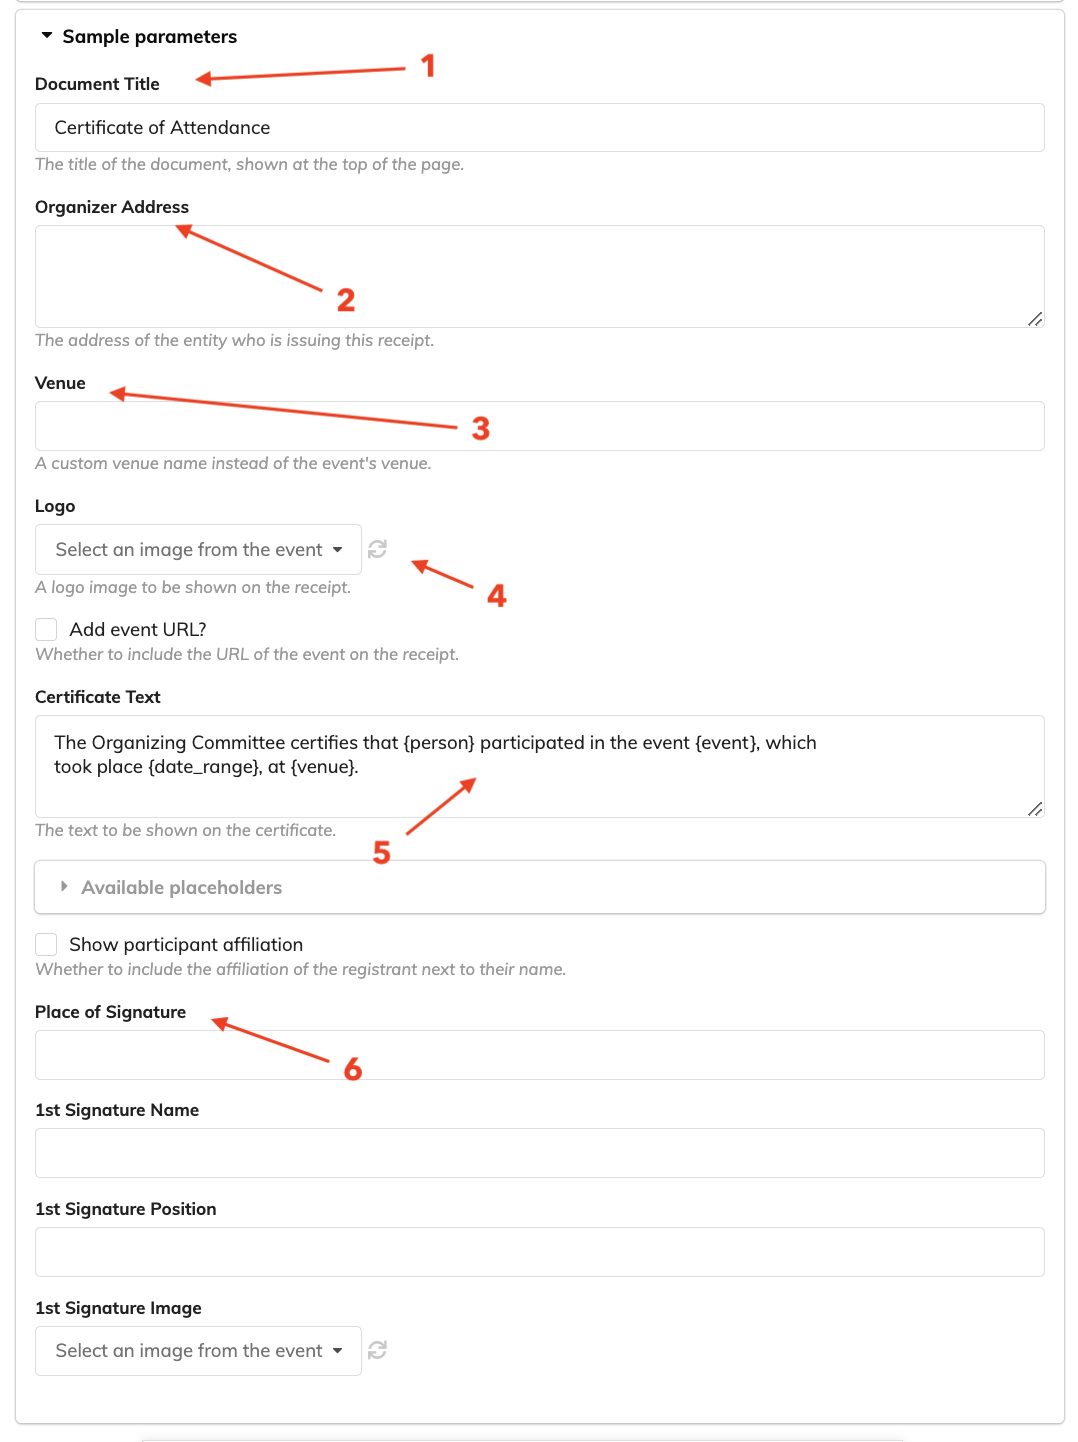 Sample parameters
1
Document Title
Certificate of Attendance
The title of the document, shown at the top of the page.
Organizer Address
2
The address of the entity who is issuing this receipt.
Venue
3
A custom venue name instead of the event's venue.
Logo
Select an image from the event
4
A logo image to be shown on the receipt.
Add event URL?
Whether to include the URL of the event on the receipt.
Certificate Text
The Organizing Committee certifies that {person} participated in the event {event}, which
took place {date_range}, at {venue}.
The text to be shown on the certificate.
5
Available placeholders
Show participant affiliation
Whether to include the affiliation of the registrant next to their name.
Place of Signature
6
1st Signature Name
1st Signature Position
1st Signature Image
Select an image from the event